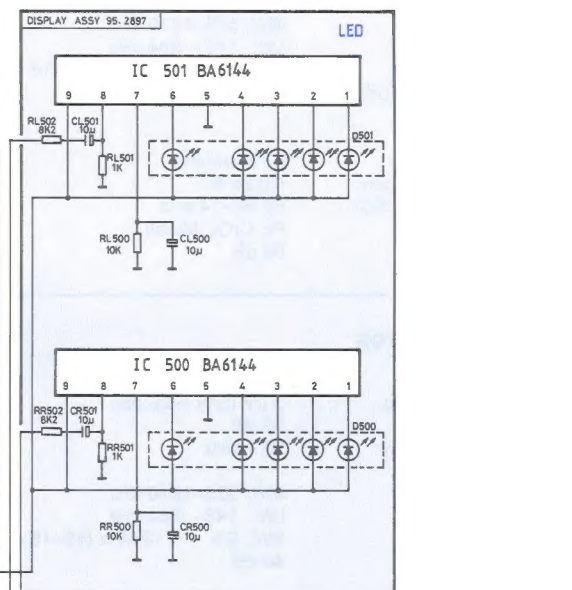 DISPLAY ASSY 95.2897
LED
IC 501 BA6144
9 8 7 6 5 4 3 2 1
RL502
8K2
CL501
10µ
D501
RL501
1K
RL500
10K
CL500
10µ
IC 500 BA6144
9 8 7 6 5 4 3 2 1
RR502
8K2
CR501
10µ
D500
RR501
1K
RR500
10K
CR500
10µ